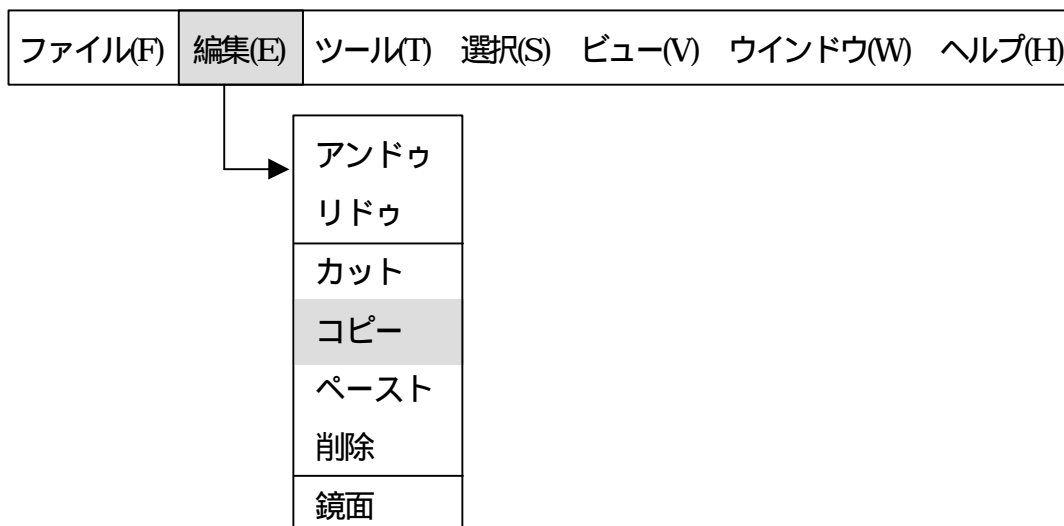 ファイル(F) 編集(E) ツール(T) 選択(S) ビュー(V) ウインドウ(W) ヘルプ(H)
アンドゥ
リドゥ
カット
コピー
ペースト
削除
鏡面